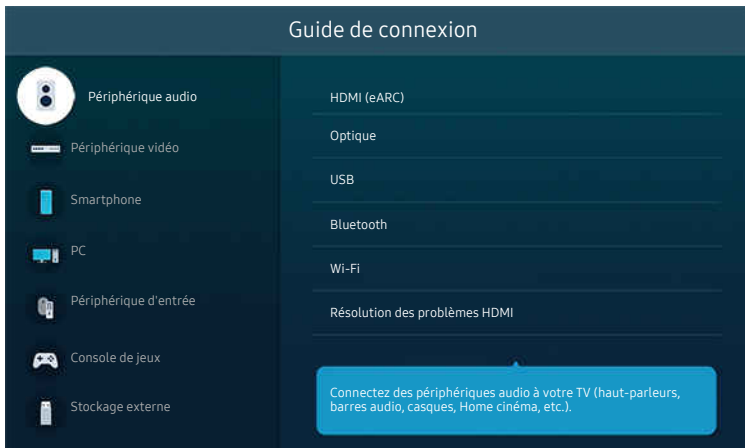 Guide de connexion
Périphérique audio
Périphérique vidéo
Smartphone
PC
Périphérique d'entrée
Console de jeux
Stockage externe
HDMI (eARC)
Optique
USB
Bluetooth
Wi-Fi
Résolution des problèmes HDMI
Connectez des périphériques audio à votre TV (haut-parleurs,
barres audio, casques, Home cinéma, etc.).